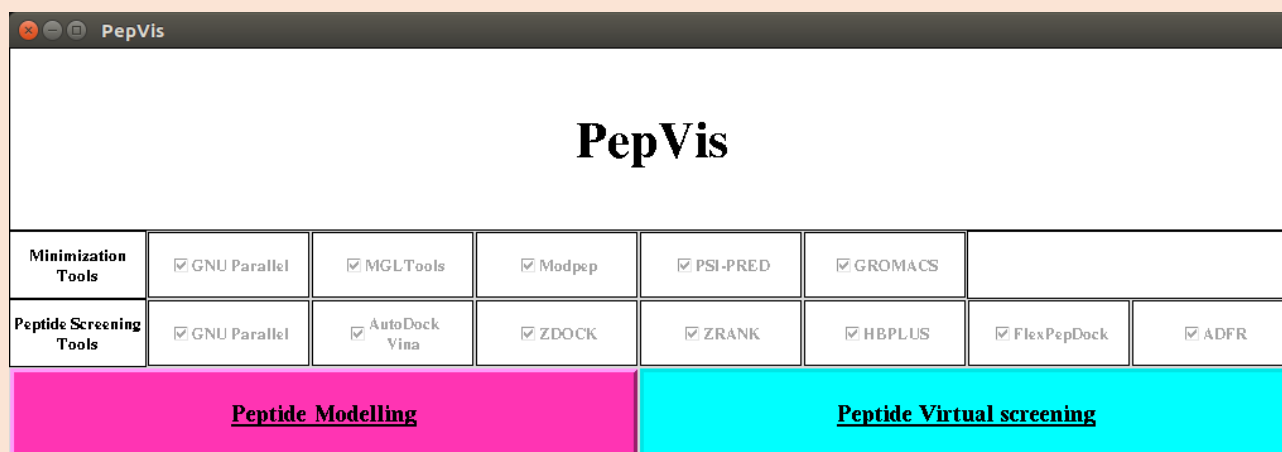 PepVis
PepVis
Minimization
Tools
GNU Parallel
MGLTools
Modpep
PSI-PRED
GROMACS
Peptide Screening
Tools
GNU Parallel
AutoDock
Vina
ZDOCK
ZRANK
HBPLUS
FlexPepDock
ADFR
Peptide Modelling
Peptide Virtual screening